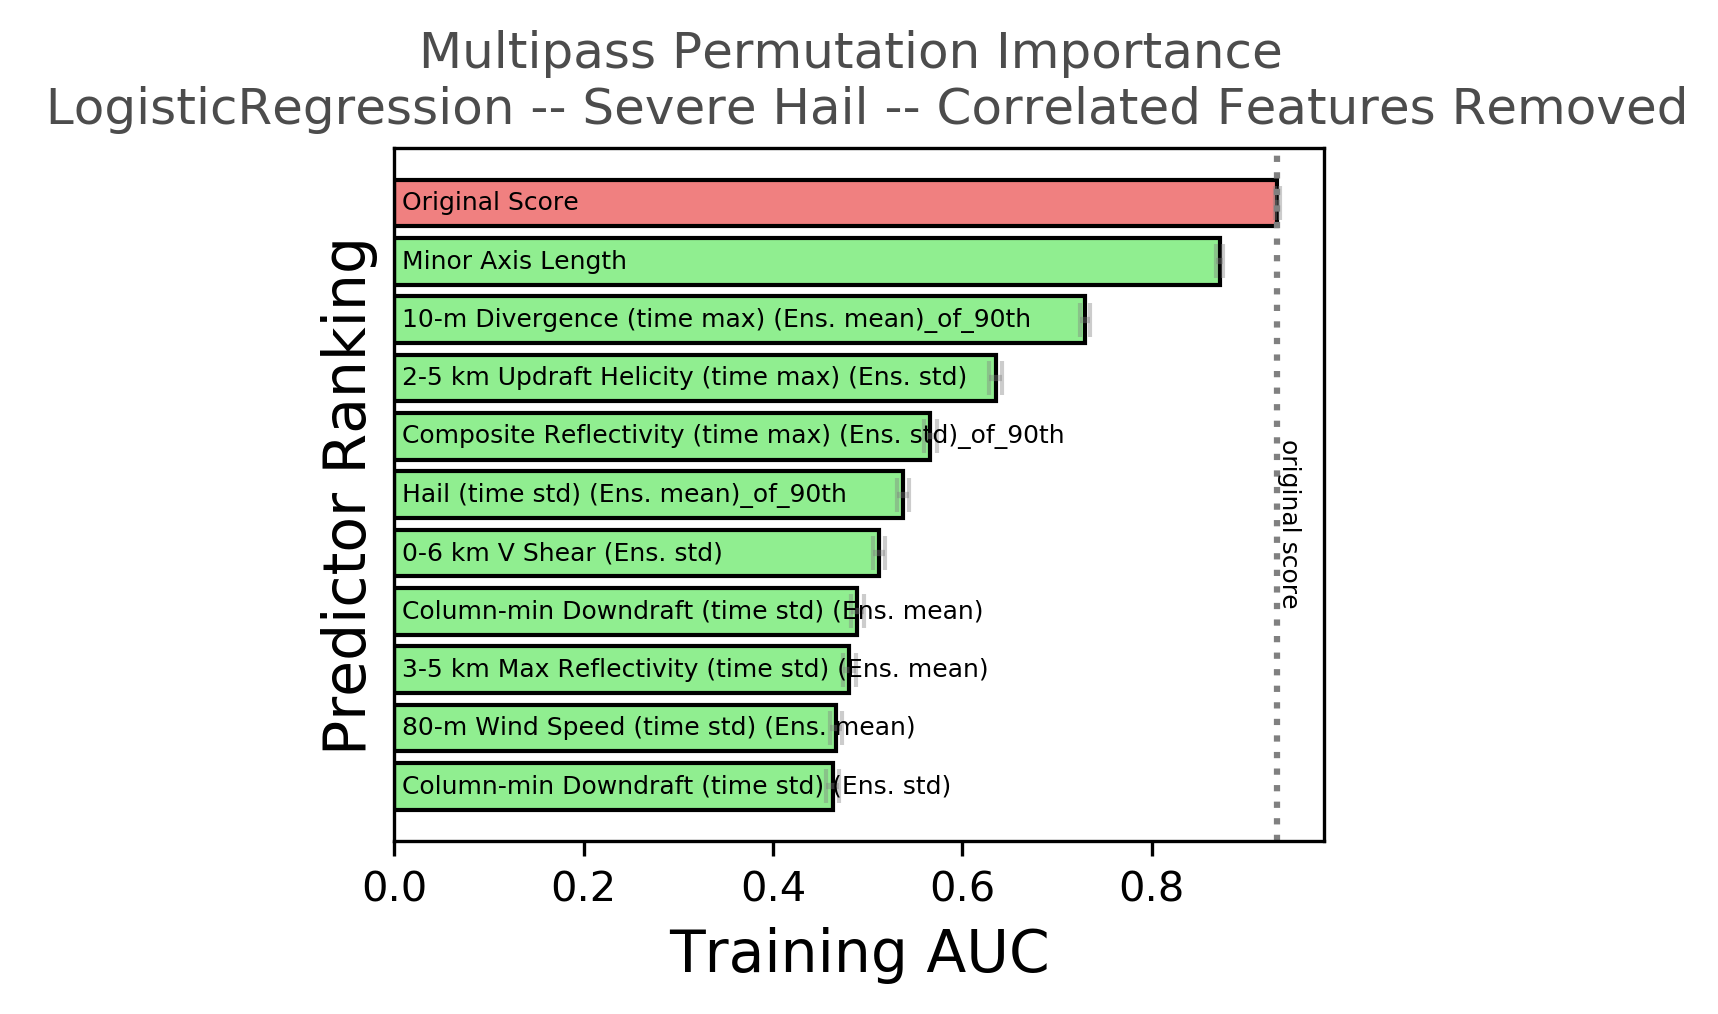 Multipass Permutation Importance
LogisticRegression -- Severe Hail -- Correlated Features Removed
Predictor Ranking
Original Score
Minor Axis Length
10-m Divergence (time max) (Ens. mean)_of_90th
2-5 km Updraft Helicity (time max) (Ens. std)
Composite Reflectivity (time max) (Ens. std)_of_90th
Hail (time std) (Ens. mean)_of_90th
0-6 km V Shear (Ens. std)
Column-min Downdraft (time std) (Ens. mean)
3-5 km Max Reflectivity (time std) (Ens. mean)
80-m Wind Speed (time std) (Ens. mean)
Column-min Downdraft (time std) (Ens. std)
original score
0.0 0.2 0.4 0.6 0.8
Training AUC